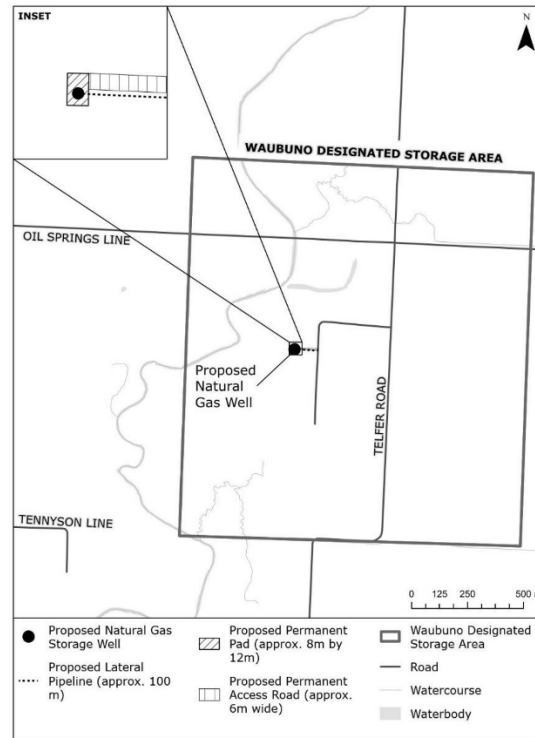 INSET
N
WAUBUNO DESIGNATED STORAGE AREA
OIL SPRINGS LINE
Proposed
Natural
Gas Well
TELFER ROAD
TENNYSON LINE
0 125 250 500 m
Proposed Natural Gas
Storage Well
Proposed Lateral
Pipeline (approx. 100
m)
Proposed Permanent
Pad (approx. 8m by
12m)
Proposed Permanent
Access Road (approx.
6m wide)
Waubuno Designated
Storage Area
Road
Watercourse
Waterbody